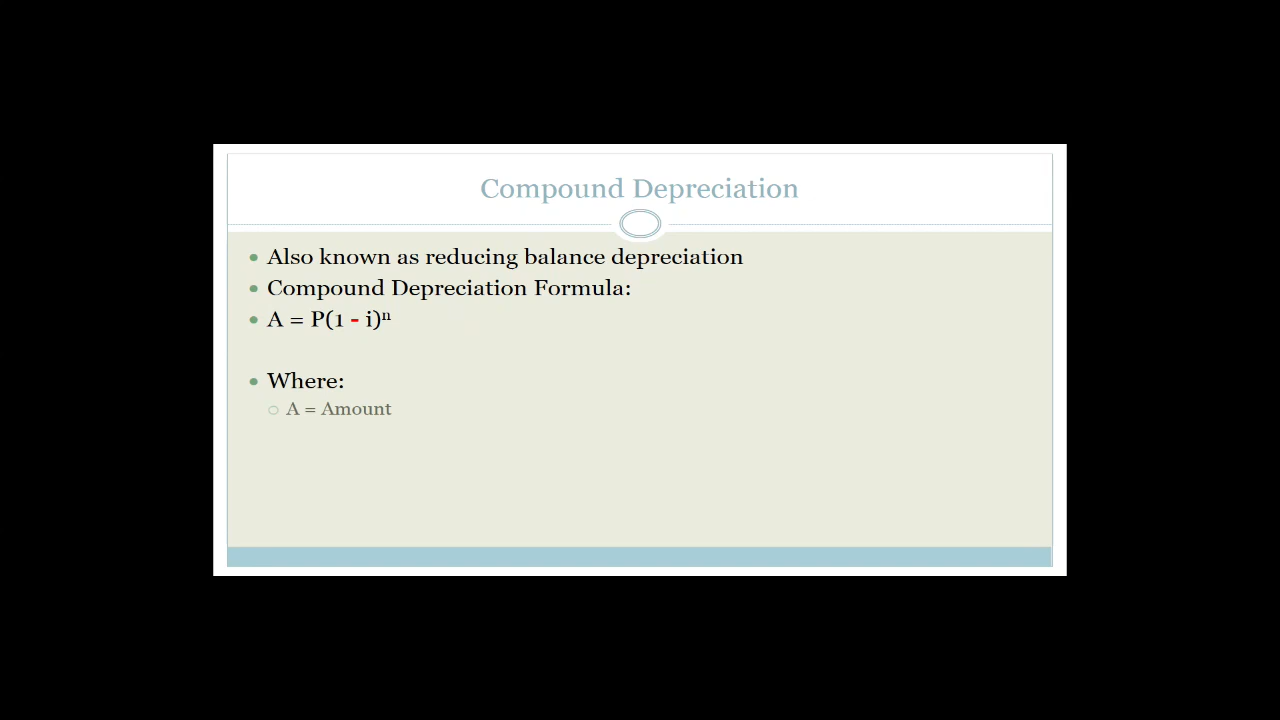 Compound Depreciation
Also known as reducing balance depreciation
Compound Depreciation Formula:
A = P(1 - i)ⁿ
Where:
A = Amount